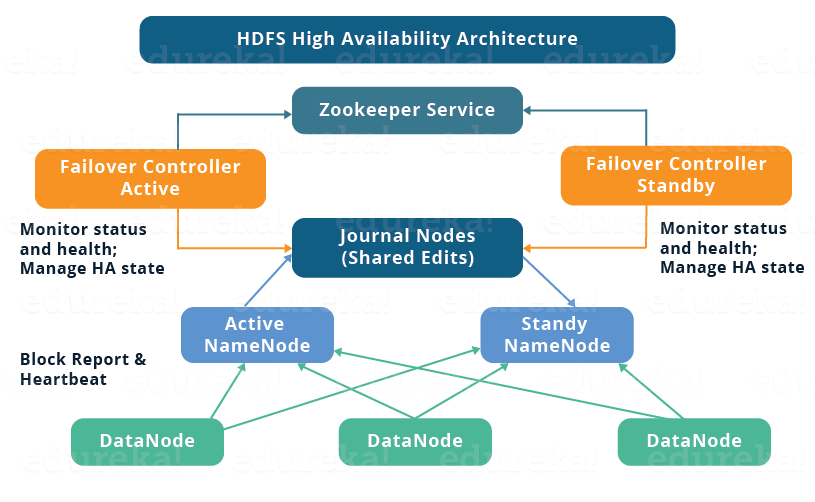 HDFS High Availability Architecture
Zookeeper Service
Failover Controller
Active
Failover Controller
Standby
Monitor status
and health;
Manage HA state
Journal Nodes
(Shared Edits)
Monitor status
and health;
Manage HA state
Active
NameNode
Standy
NameNode
Block Report &
Heartbeat
DataNode
DataNode
DataNode
edureka!